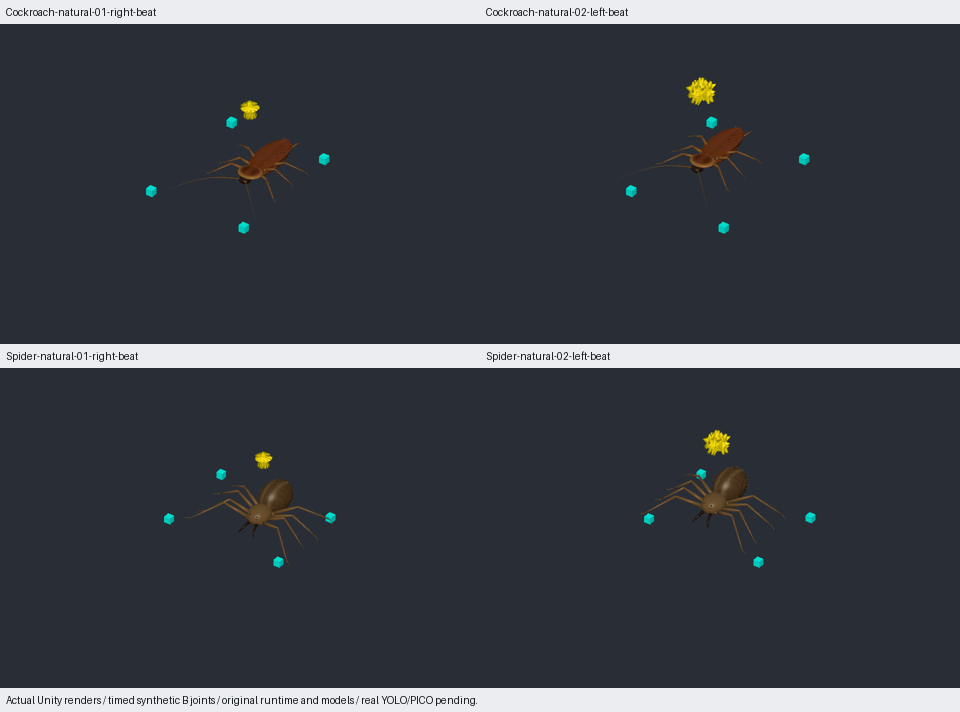 Cockroach-natural-01-right-beat
Cockroach-natural-02-left-beat
Spider-natural-01-right-beat
Spider-natural-02-left-beat
Actual Unity renders / timed synthetic B joints / original runtime and models / real YOLO/PICO pending.